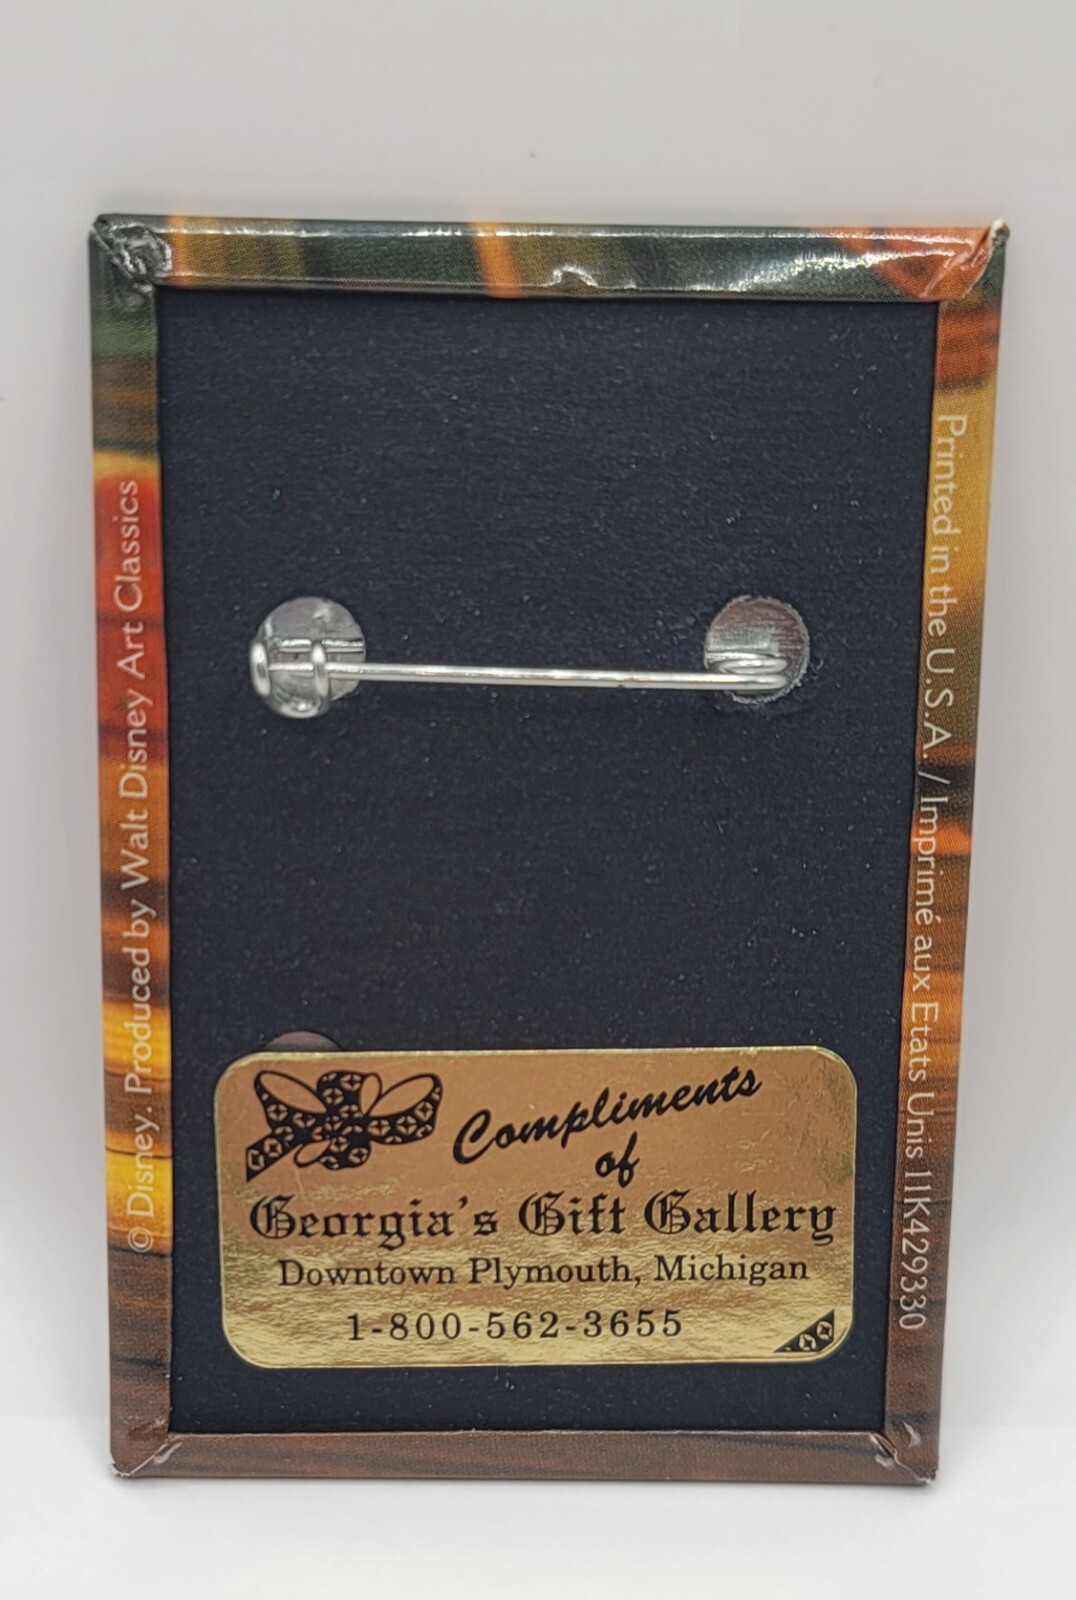 © Disney. Produced by Walt Disney Art Classics
Printed in the U.S.A. / Imprimé aux Etats Unis 11K429330
Compliments
of
Georgia's Gift Gallery
Downtown Plymouth, Michigan
1-800-562-3655